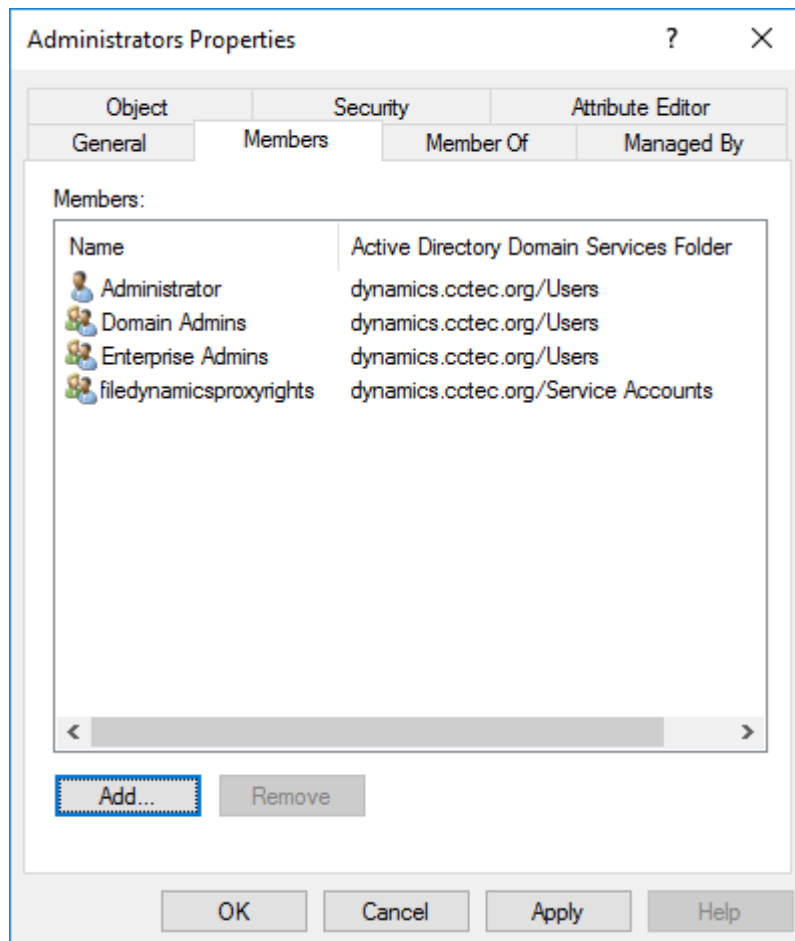 Administrators Properties ? ×
Object Security Attribute Editor
General Members Member Of Managed By
Members:
Name Active Directory Domain Services Folder
Administrator dynamics.cctec.org/Users
Domain Admins dynamics.cctec.org/Users
Enterprise Admins dynamics.cctec.org/Users
filedynamicsproxyrights dynamics.cctec.org/Service Accounts
Add... Remove
OK Cancel Apply Help